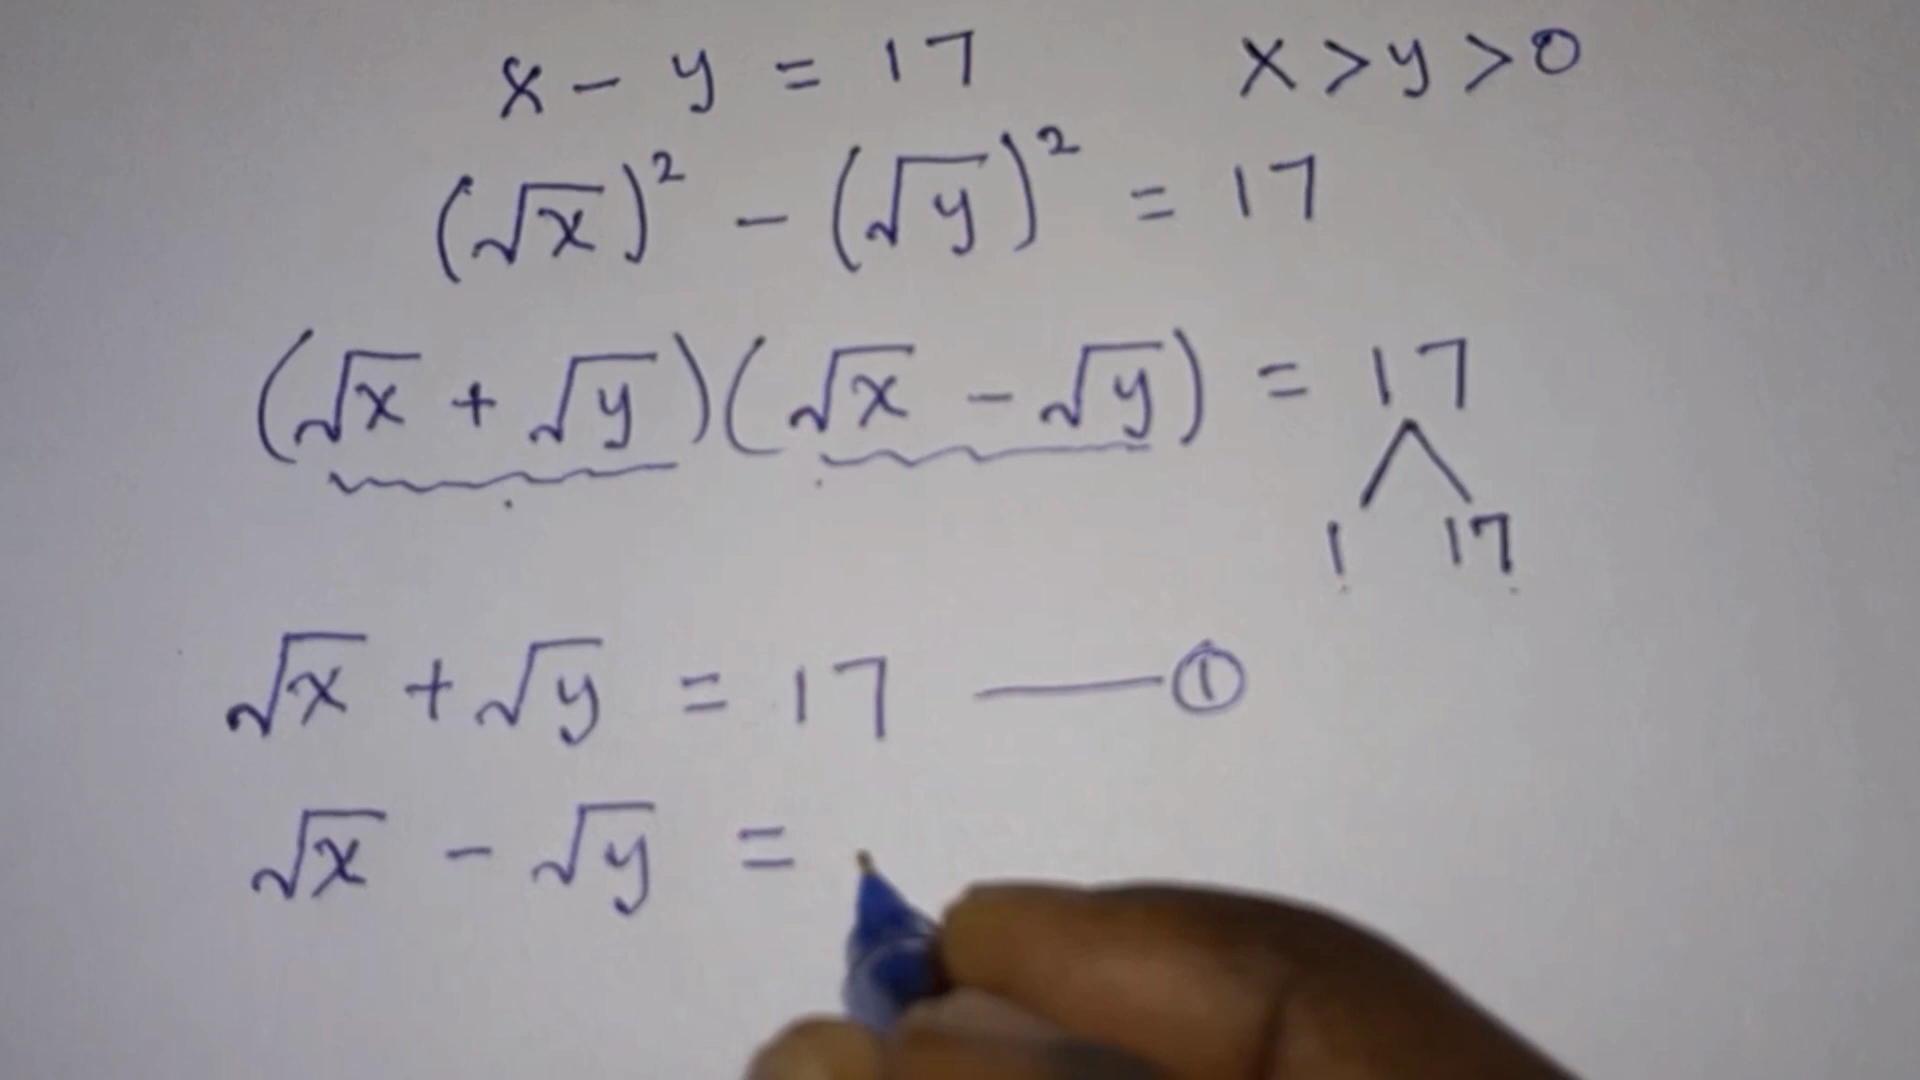 x - y = 17 x > y > 0
(√x)² - (√y)² = 17
(√x + √y)(√x - √y) = 17
1 17
√x + √y = 17 —— ①
√x - √y =